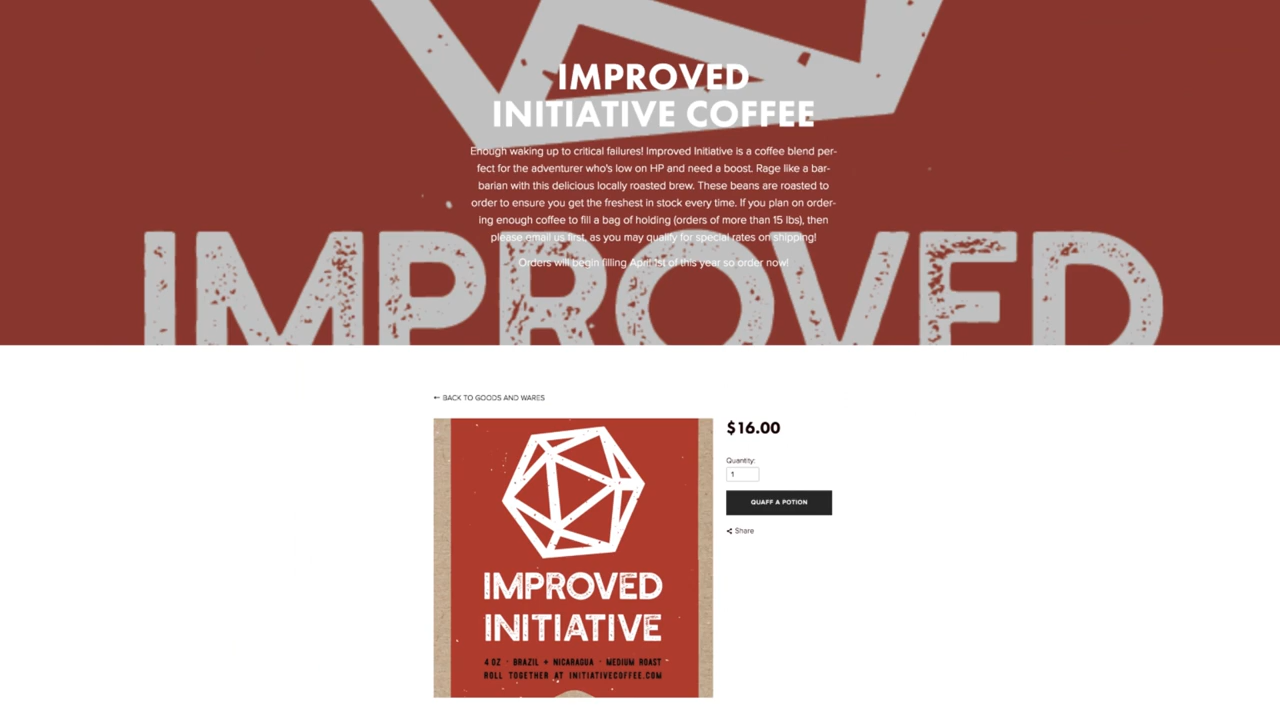 IMPROVED
INITIATIVE COFFEE
Enough waking up to critical failures! Improved Initiative is a coffee blend per-
fect for the adventurer who's low on HP and need a boost. Rage like a bar-
barian with this delicious locally roasted brew. These beans are roasted to
order to ensure you get the freshest in stock every time. If you plan on order-
ing enough coffee to fill a bag of holding (orders of more than 15 lbs), then
please email us first, as you may qualify for special rates on shipping!
Orders will begin filling April 1st of this year so order now!
IMPROVED
← BACK TO GOODS AND WARES
$16.00
Quantity:
1
QUAFF A POTION
Share
IMPROVED
INITIATIVE
4 OZ - BRAZIL + NICARAGUA - MEDIUM ROAST
ROLL TOGETHER AT INITIATIVECOFFEE.COM